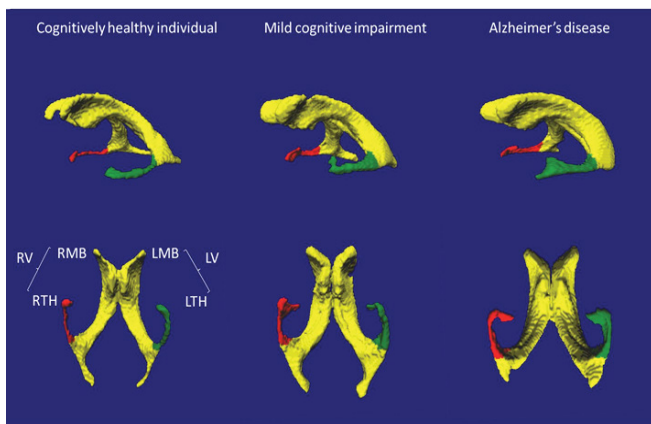 Cognitively healthy individual
Mild cognitive impairment
Alzheimer's disease
RV
RMB
LMB
LV
RTH
LTH